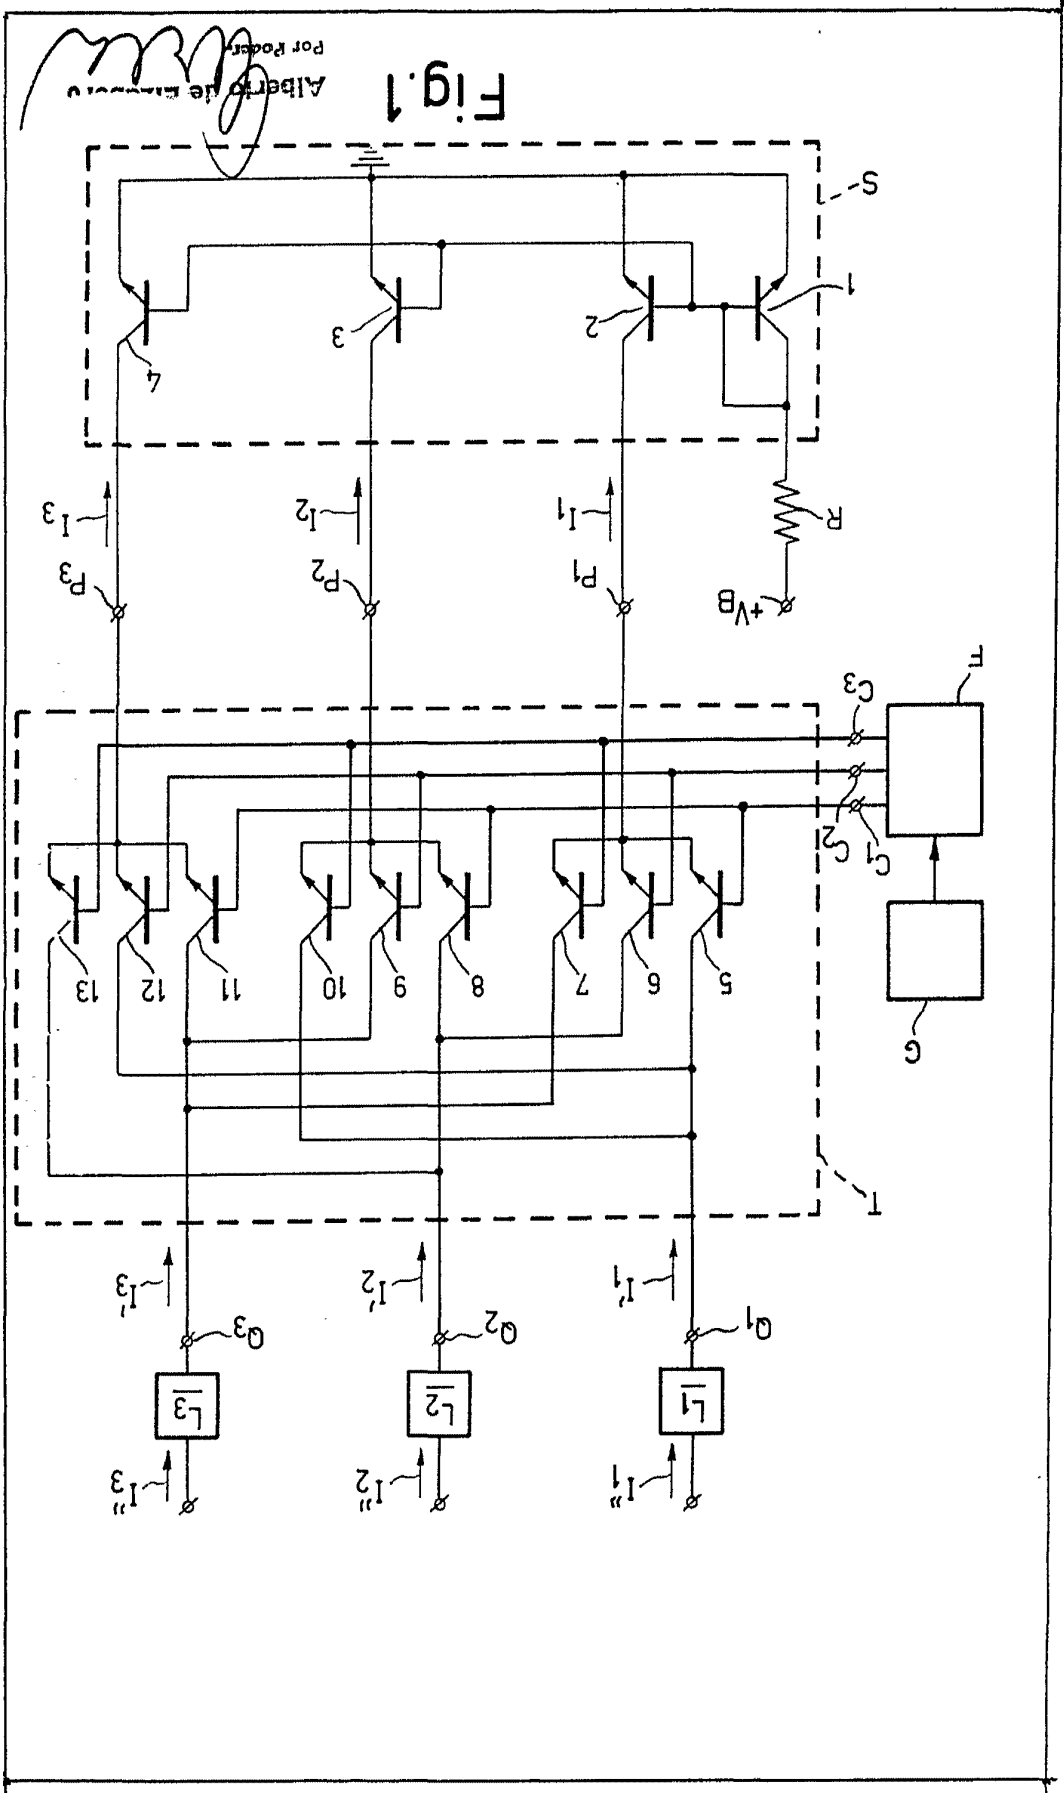 I"1 I"2 I"3
L1 L2 L3
Q1 Q2 Q3
I'1 I'2 I'3
T
G
5 6 7 8 9 10 11 12 13
C1
C2
C3
F
+VB P1 P2 P3
R I1 I2 I3
1 2 3 4
S
Fig.1
Alberto de
Por Poder